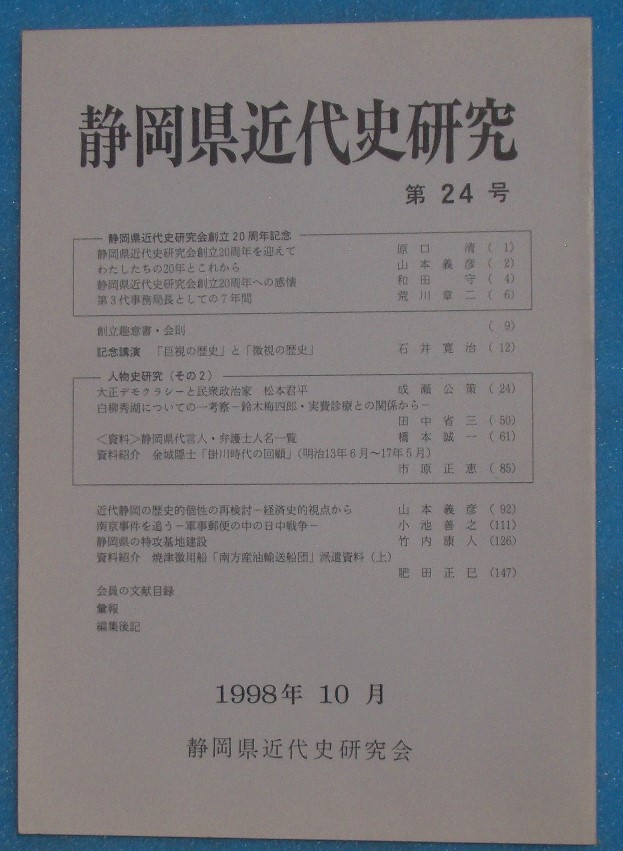 静岡県近代史研究
第 24 号
静岡県近代史研究会創立20周年記念
静岡県近代史研究会創立20周年を迎えて 原口 清 ( 1)
わたしたちの20年とこれから 山本義彦 ( 2)
静岡県近代史研究会創立20周年への感懐 和田 守 ( 4)
第3代事務局長としての7年間 荒川章二 ( 6)
創立趣意書・会則 ( 9)
記念講演 「巨視の歴史」と「微視の歴史」 石井寛治 (12)
人物史研究(その2)
大正デモクラシーと民衆政治家 松本君平 成瀬公策 (24)
白柳秀湖についての一考察-鈴木梅四郎・実費診療との関係から-
田中省三 (50)
<資料>静岡県代言人・弁護士人名一覧 橋本誠一 (61)
資料紹介 金城隠士「掛川時代の回顧」(明治13年6月〜17年5月)
市原正恵 (85)
近代静岡の歴史的個性の再検討-経済史的視点から 山本義彦 (92)
南京事件を追う-軍事郵便の中の日中戦争- 小池善之 (111)
静岡県の特攻基地建設 竹内康人 (126)
資料紹介 焼津徴用船「南方産油輸送船団」派遣資料(上)
肥田正巳 (147)
会員の文献目録
彙報
編集後記
1998年 10 月
静岡県近代史研究会